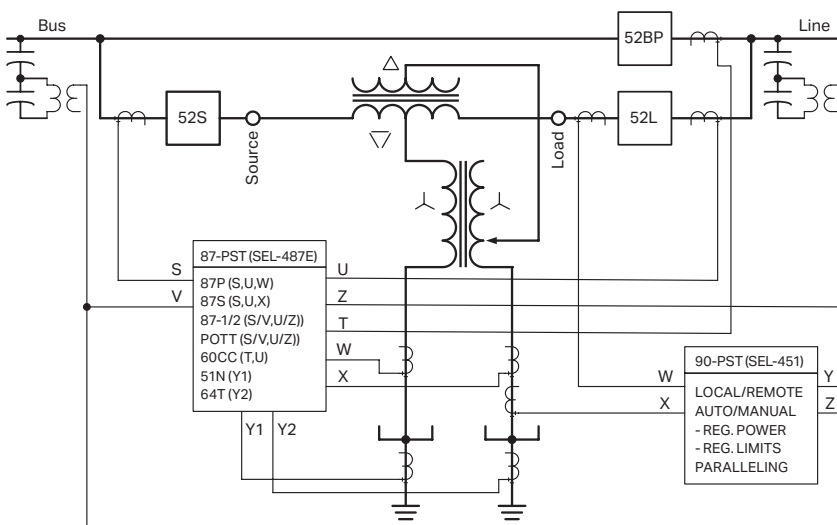 Bus
Line
52BP
52S
52L
Source
Load
87-PST (SEL-487E)
S
V
87P (S,U,W)
87S (S,U,X)
87-1/2 (S/V,U/Z))
POTT (S/V,U/Z))
60CC (T,U)
51N (Y1)
64T (Y2)
U
Z
T
W
X
Y1
Y2
90-PST (SEL-451)
W
X
LOCAL/REMOTE
AUTO/MANUAL
- REG. POWER
- REG. LIMITS
PARALLELING
Y
Z